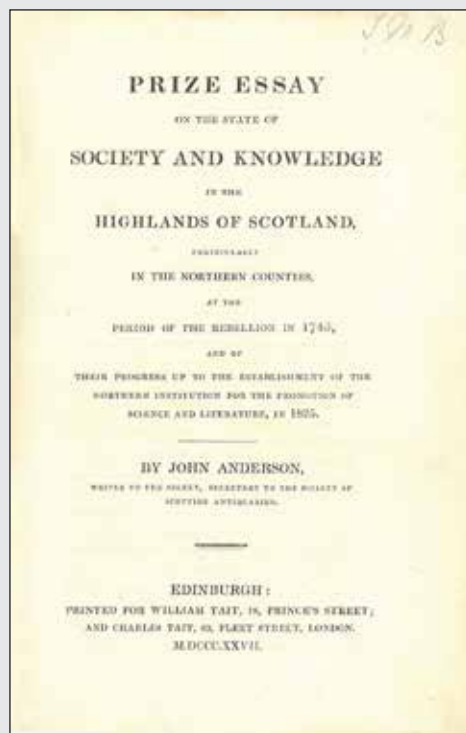 PRIZE ESSAY
ON THE STATE OF
SOCIETY AND KNOWLEDGE
IN THE
HIGHLANDS OF SCOTLAND,
PARTICULARLY
IN THE NORTHERN COUNTIES,
AT THE
PERIOD OF THE REBELLION IN 1745,
AND OF
THEIR PROGRESS UP TO THE ESTABLISHMENT OF THE
NORTHERN INSTITUTION FOR THE PROMOTION OF
SCIENCE AND LITERATURE, IN 1825.
BY JOHN ANDERSON,
WRITER TO THE SIGNET, SECRETARY TO THE SOCIETY OF
SCOTTISH ANTIQUARIES.
EDINBURGH:
PRINTED FOR WILLIAM TAIT, 78, PRINCE'S STREET;
AND CHARLES TAIT, 63, FLEET STREET, LONDON.
M.DCCC.XXVII.